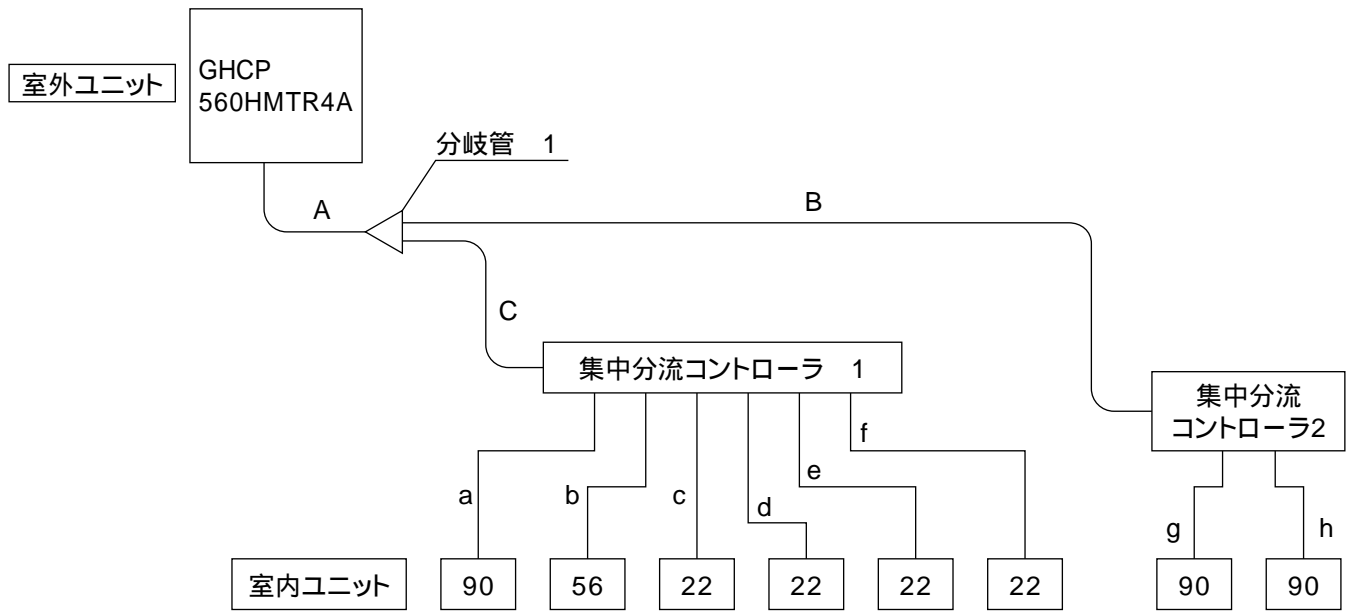 室外ユニット
GHCP
560HMTR4A
分岐管　1
A
B
C
集中分流コントローラ　1
集中分流
コントローラ2
a
b
c
d
e
f
g
h
室内ユニット
90
56
22
22
22
22
90
90